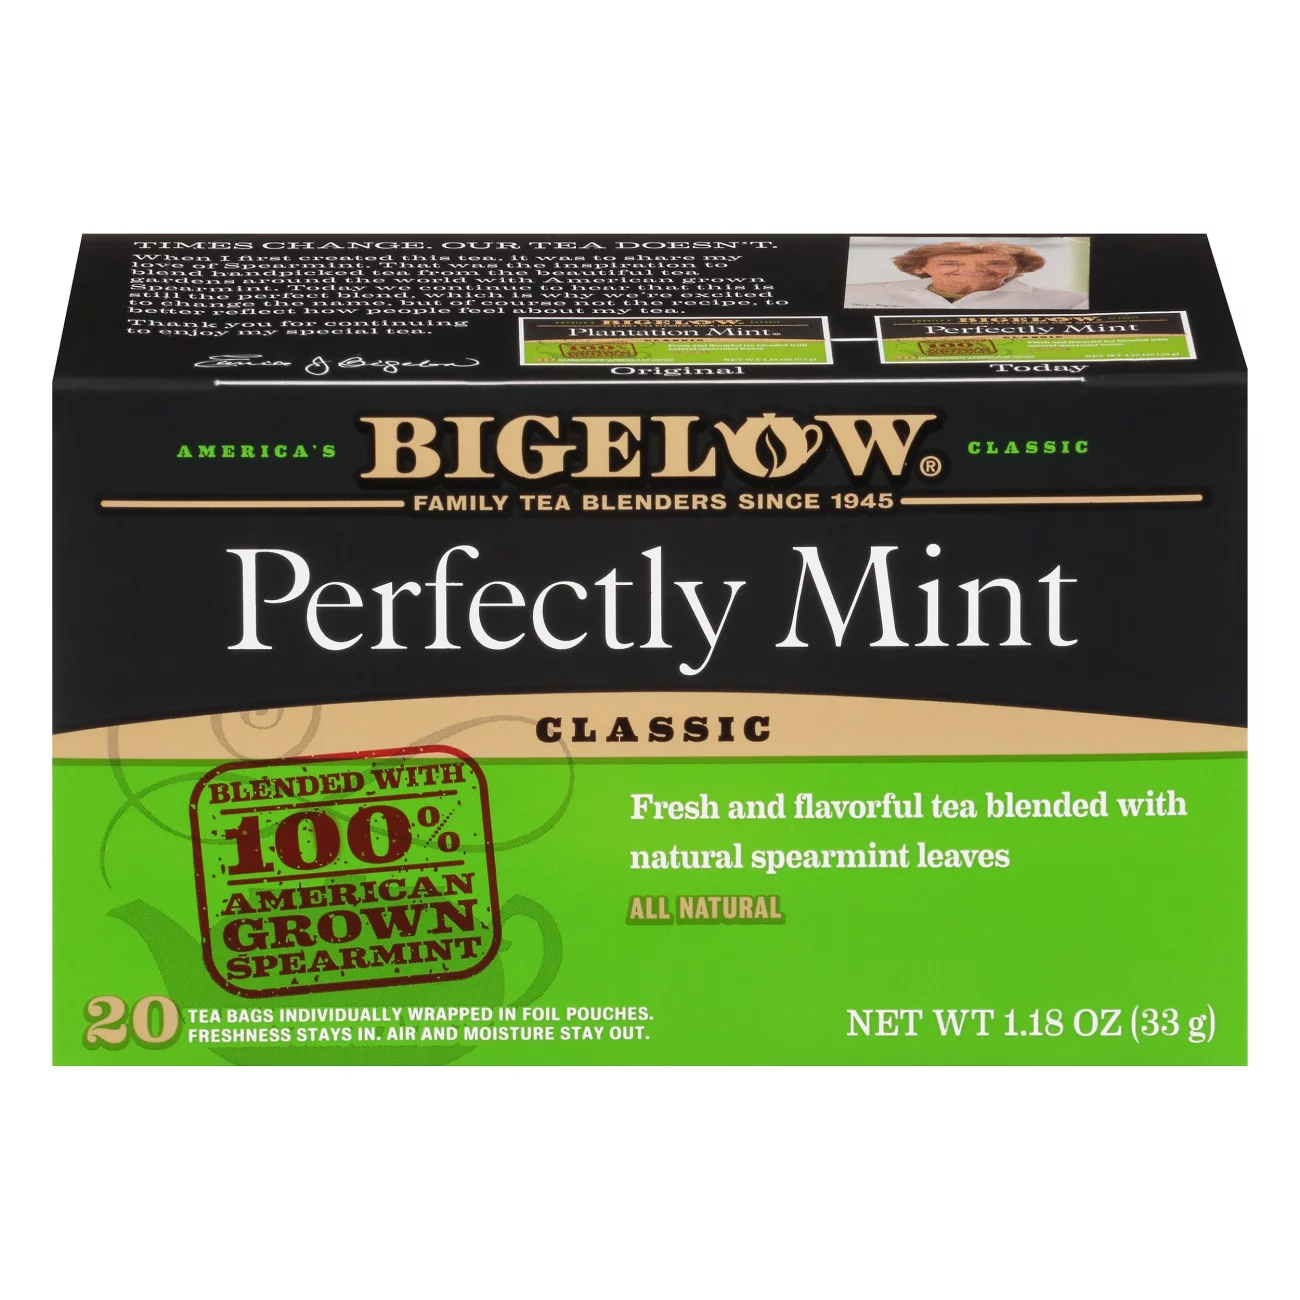 TIMES CHANGE. OUR TEA DOESN'T.
When I first created this tea, it was to share my
love of Spearmint. That was the inspiration to
blend handpicked tea from the beautiful tea
gardens around the world with American grown
Spearmint. Today we continue to hear that this is
still the perfect blend, which is why we're excited
to change the name, but of course not the recipe, to
better reflect how people feel about my tea.
Thank you for continuing
to enjoy my special tea.
BIGELOW
Plantation Mint®
CLASSIC
100%
Original
BIGELOW
Perfectly Mint
CLASSIC
100%
Today
AMERICA'S BIGELOW® CLASSIC
FAMILY TEA BLENDERS SINCE 1945
Perfectly Mint
CLASSIC
BLENDED WITH
100%
AMERICAN
GROWN
SPEARMINT
Fresh and flavorful tea blended with
natural spearmint leaves
ALL NATURAL
20 TEA BAGS INDIVIDUALLY WRAPPED IN FOIL POUCHES.
FRESHNESS STAYS IN. AIR AND MOISTURE STAY OUT.
NET WT 1.18 OZ (33 g)